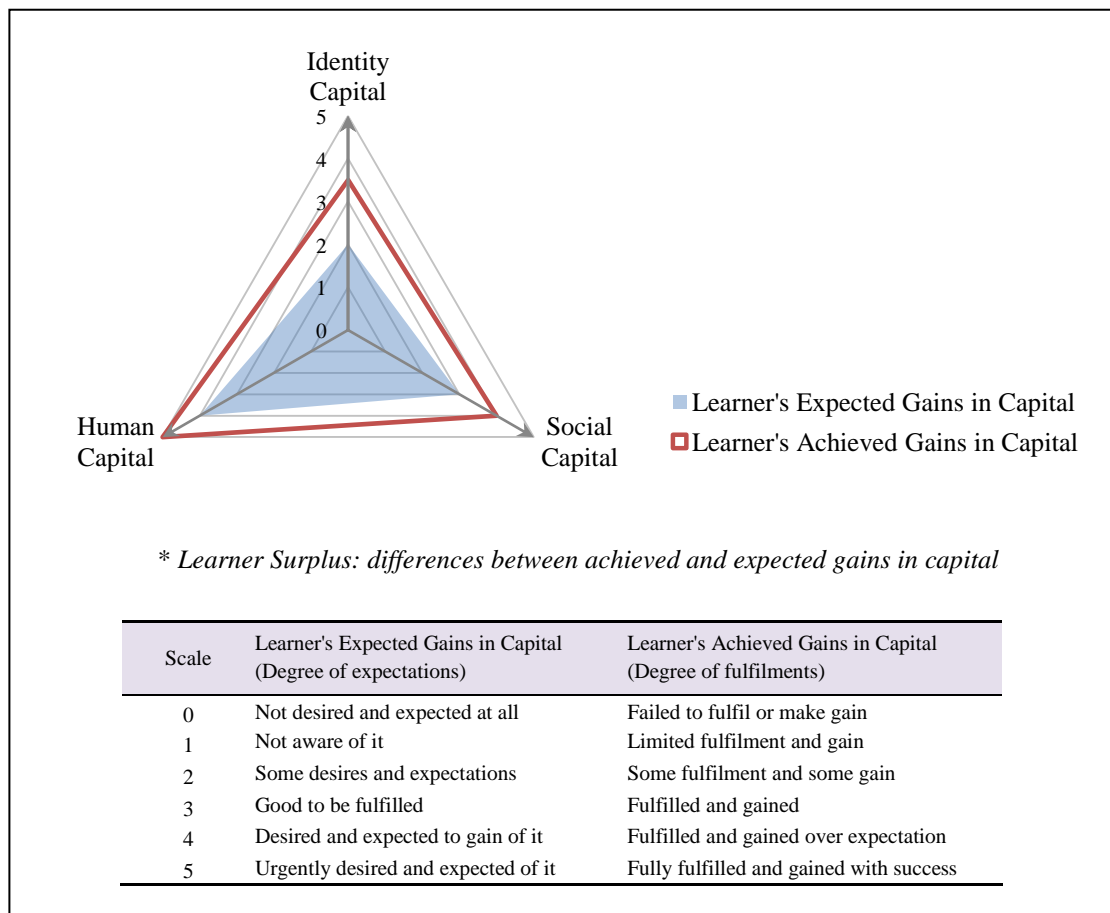 Identity
Capital
5
4
3
2
1
0
Human
Capital
Social
Capital
Learner's Expected Gains in Capital
Learner's Achieved Gains in Capital
* Learner Surplus: differences between achieved and expected gains in capital
Scale
Learner's Expected Gains in Capital
(Degree of expectations)
Learner's Achieved Gains in Capital
(Degree of fulfilments)
0 Not desired and expected at all Failed to fulfil or make gain
1 Not aware of it Limited fulfilment and gain
2 Some desires and expectations Some fulfilment and some gain
3 Good to be fulfilled Fulfilled and gained
4 Desired and expected to gain of it Fulfilled and gained over expectation
5 Urgently desired and expected of it Fully fulfilled and gained with success